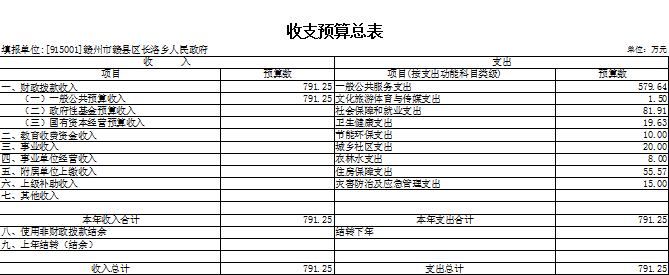 收支预算总表
填报单位:[915001]赣州市赣县区长洛乡人民政府 单位：万元
收 入 支出
项目 预算数 项目(按支出功能科目类级) 预算数
一、财政拨款收入 791.25 一般公共服务支出 579.64
（一）一般公共预算收入 791.25 文化旅游体育与传媒支出 1.50
（二）政府性基金预算收入 社会保障和就业支出 81.91
（三）国有资本经营预算收入 卫生健康支出 19.63
二、教育收费资金收入 节能环保支出 10.00
三、事业收入 城乡社区支出 20.00
四、事业单位经营收入 农林水支出 8.00
五、附属单位上缴收入 住房保障支出 55.57
六、上级补助收入 灾害防治及应急管理支出 15.00
七、其他收入
本年收入合计 791.25 本年支出合计 791.25
八、使用非财政拨款结余 结转下年
九、上年结转（结余）
收入总计 791.25 支出总计 791.25